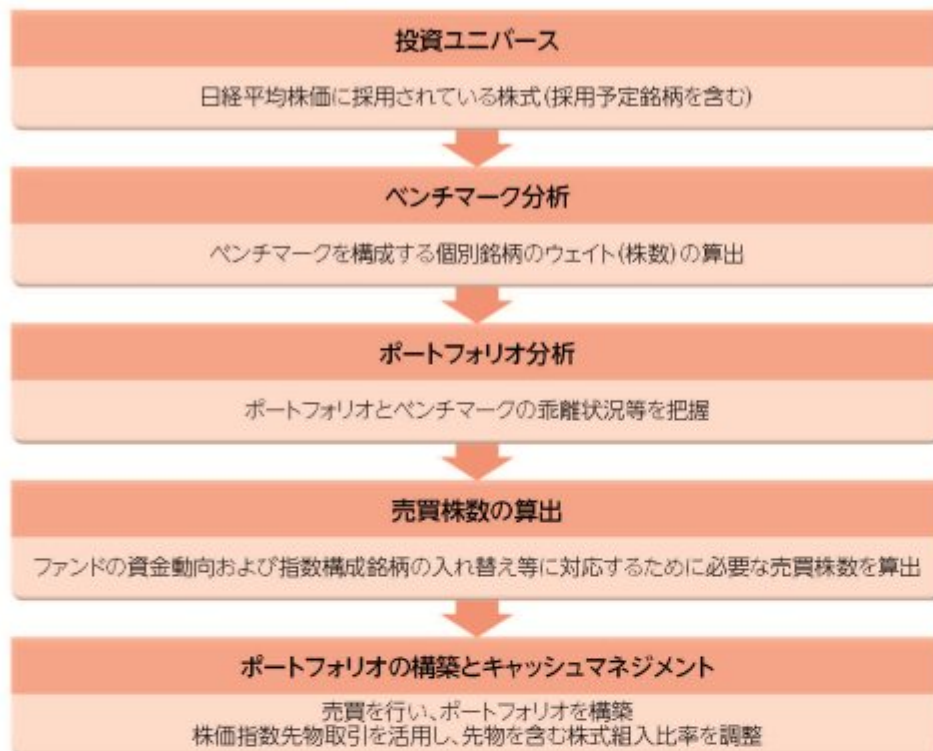 投資ユニバース
日経平均株価に採用されている株式(採用予定銘柄を含む)
ベンチマーク分析
ベンチマークを構成する個別銘柄のウェイト(株数)の算出
ポートフォリオ分析
ポートフォリオとベンチマークの乖離状況等を把握
売買株数の算出
ファンドの資金動向および指数構成銘柄の入れ替え等に対応するために必要な売買株数を算出
ポートフォリオの構築とキャッシュマネジメント
売買を行い、ポートフォリオを構築
株価指数先物取引を活用し、先物を含む株式組入比率を調整